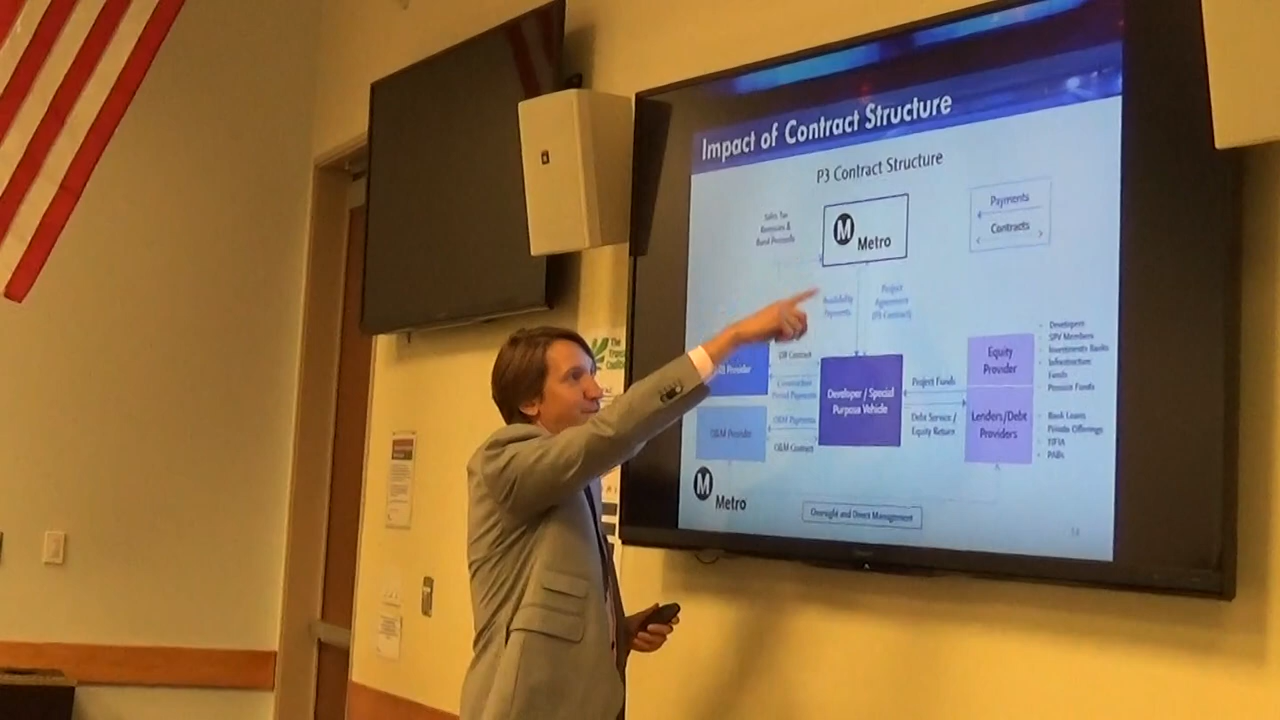 Impact of Contract Structure
P3 Contract Structure
Sales Tax
Revenues &
Bond Proceeds
M
Metro
Payments
Contracts
Availability
Payments
Project
Agreement
(P3 Contract)
DB Contract
Construction
Period Payments
O&M Payments
O&M Contract
Provider
O&M Provider
Developer / Special
Purpose Vehicle
Project Funds
Debt Service /
Equity Return
Equity
Provider
Lenders/Debt
Providers
Developers
SPV Members
Investments Banks
Infrastructure
Funds
Pension Funds
Bank Loans
Private Offerings
TIFIA
PABs
M
Metro
Oversight and Direct Management
14
The